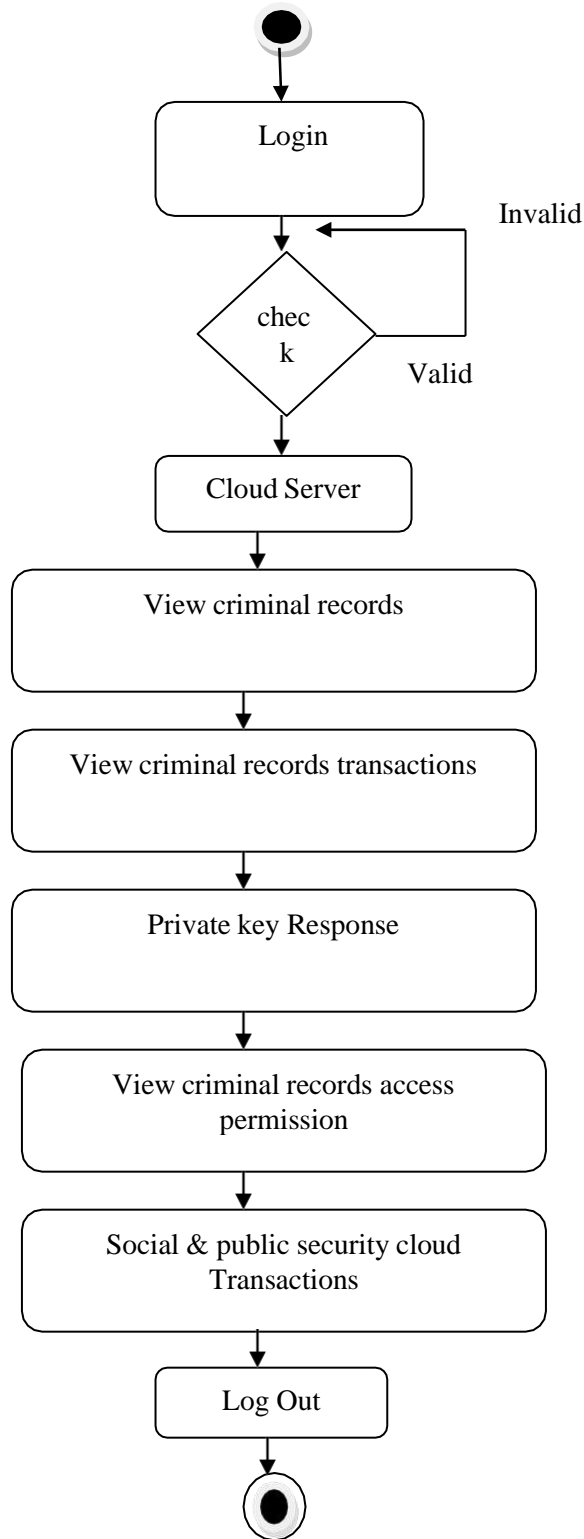 Login
Invalid
chec
k
Valid
Cloud Server
View criminal records
View criminal records transactions
Private key Response
View criminal records access
permission
Social & public security cloud
Transactions
Log Out